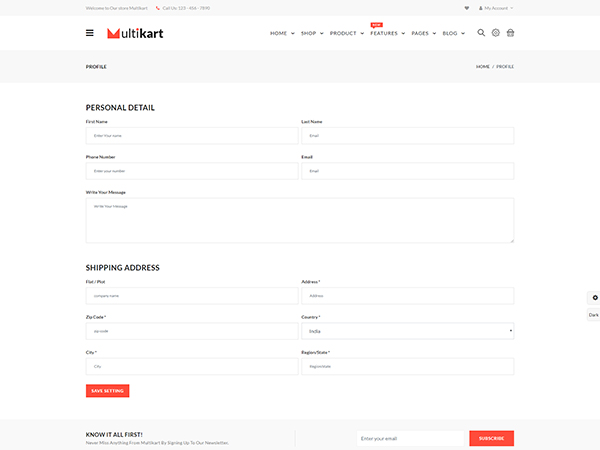 Welcome to Our store Multikart
Call Us: 123 - 456 - 7890
My Account
Multikart
HOME
SHOP
PRODUCT
NEW
FEATURES
PAGES
BLOG
PROFILE
HOME / PROFILE
PERSONAL DETAIL
First Name
Last Name
Enter Your name
Email
Phone Number
Email
Enter your number
Email
Write Your Message
Write Your Message
SHIPPING ADDRESS
Flat / Plot
Address *
company name
Address
Zip Code *
Country *
zip-code
India
City *
Region/State *
City
Region/state
SAVE SETTING
Dark
KNOW IT ALL FIRST!
Never Miss Anything From Multikart By Signing Up To Our Newsletter.
Enter your email
SUBSCRIBE